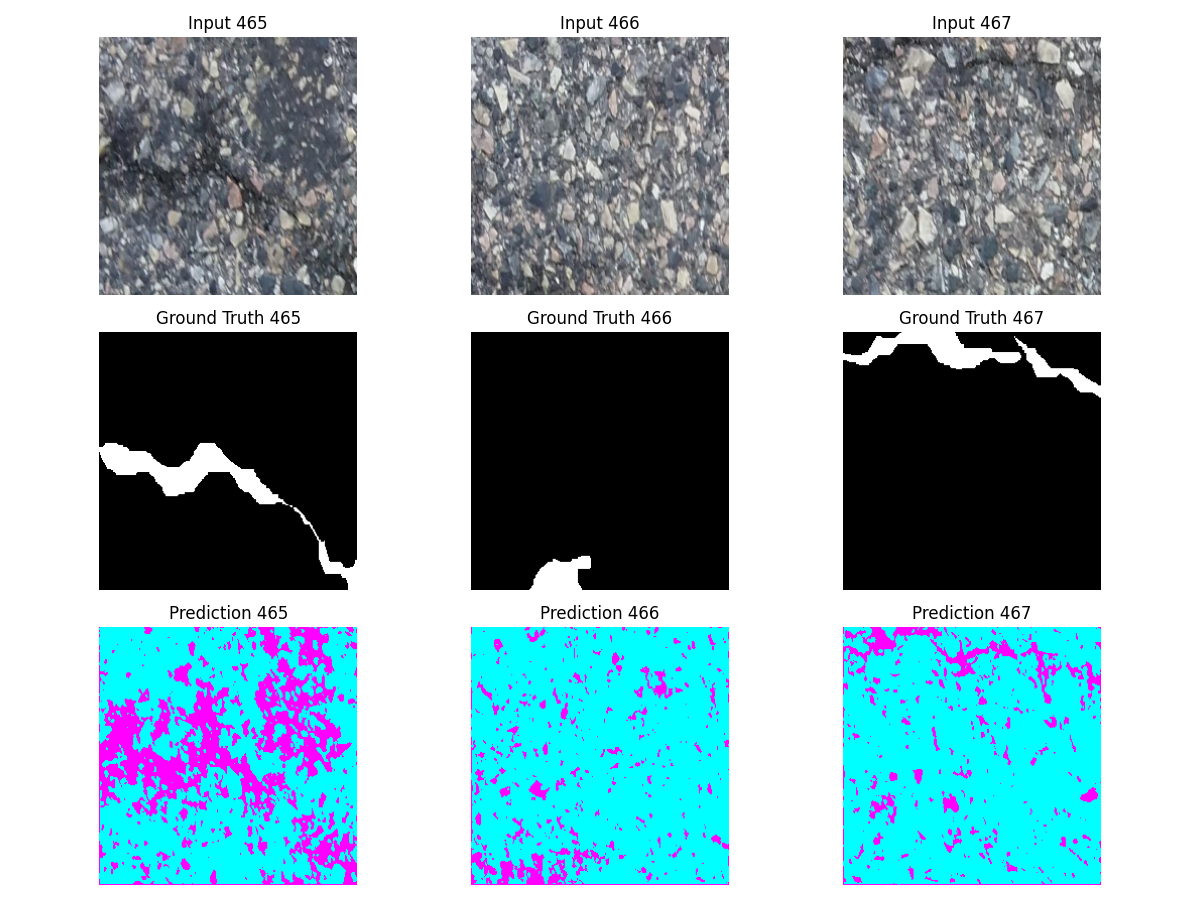 Input 465
Input 466
Input 467
Ground Truth 465
Ground Truth 466
Ground Truth 467
Prediction 465
Prediction 466
Prediction 467